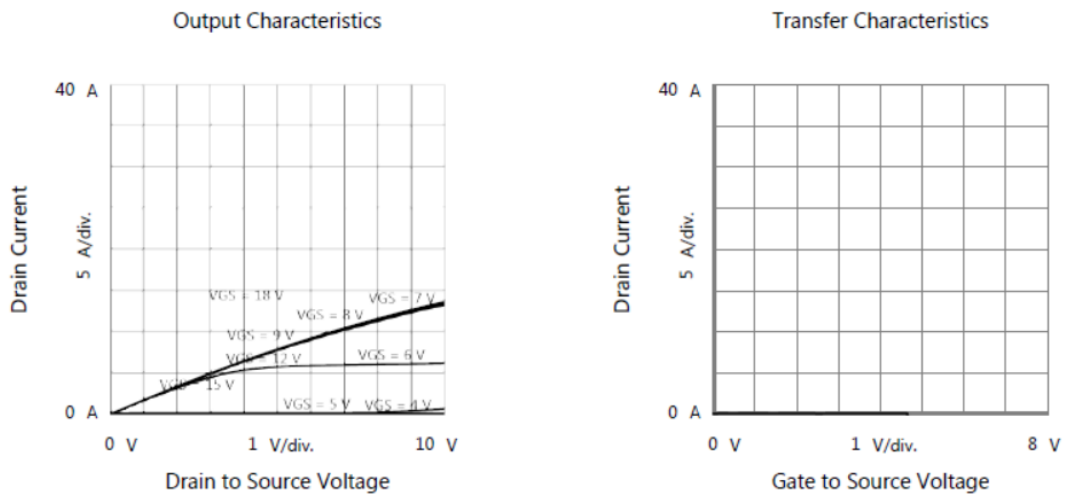 Output Characteristics
40 A
Drain Current
5 A/div.
VGS = 18 V
VGS = 7 V
VGS = 8 V
VGS = 9 V
VGS = 12 V
VGS = 6 V
VGS = 15 V
VGS = 5 V
VGS = 4 V
0 A
0 V
1 V/div.
10 V
Drain to Source Voltage
Transfer Characteristics
40 A
Drain Current
5 A/div.
0 A
0 V
1 V/div.
8 V
Gate to Source Voltage